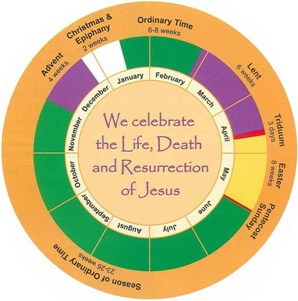 Christmas &
Epiphany
2 weeks
Ordinary Time
6-8 weeks
Lent
6 weeks
Triduum
3 days
Easter
8 weeks
Pentecost
Sunday
Season of Ordinary Time
23-26 weeks
Advent
4 weeks
January
February
March
April
May
June
July
August
September
October
November
December
We celebrate
the Life, Death
and Resurrection
of Jesus